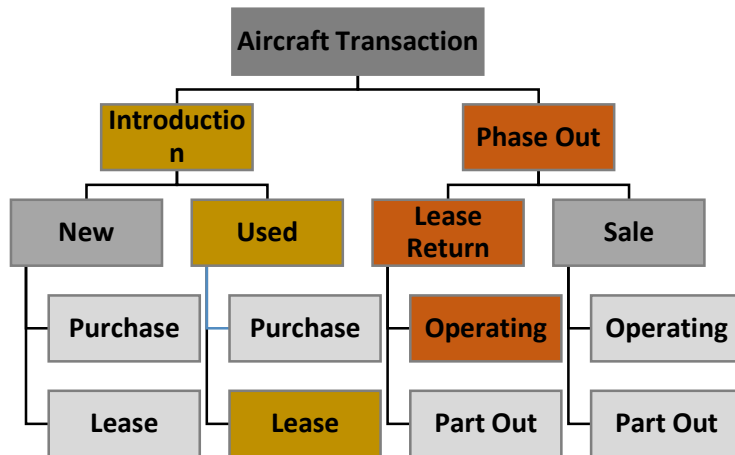 Aircraft Transaction
Introductio
n
Phase Out
New
Used
Lease
Return
Sale
Purchase
Purchase
Operating
Operating
Lease
Lease
Part Out
Part Out